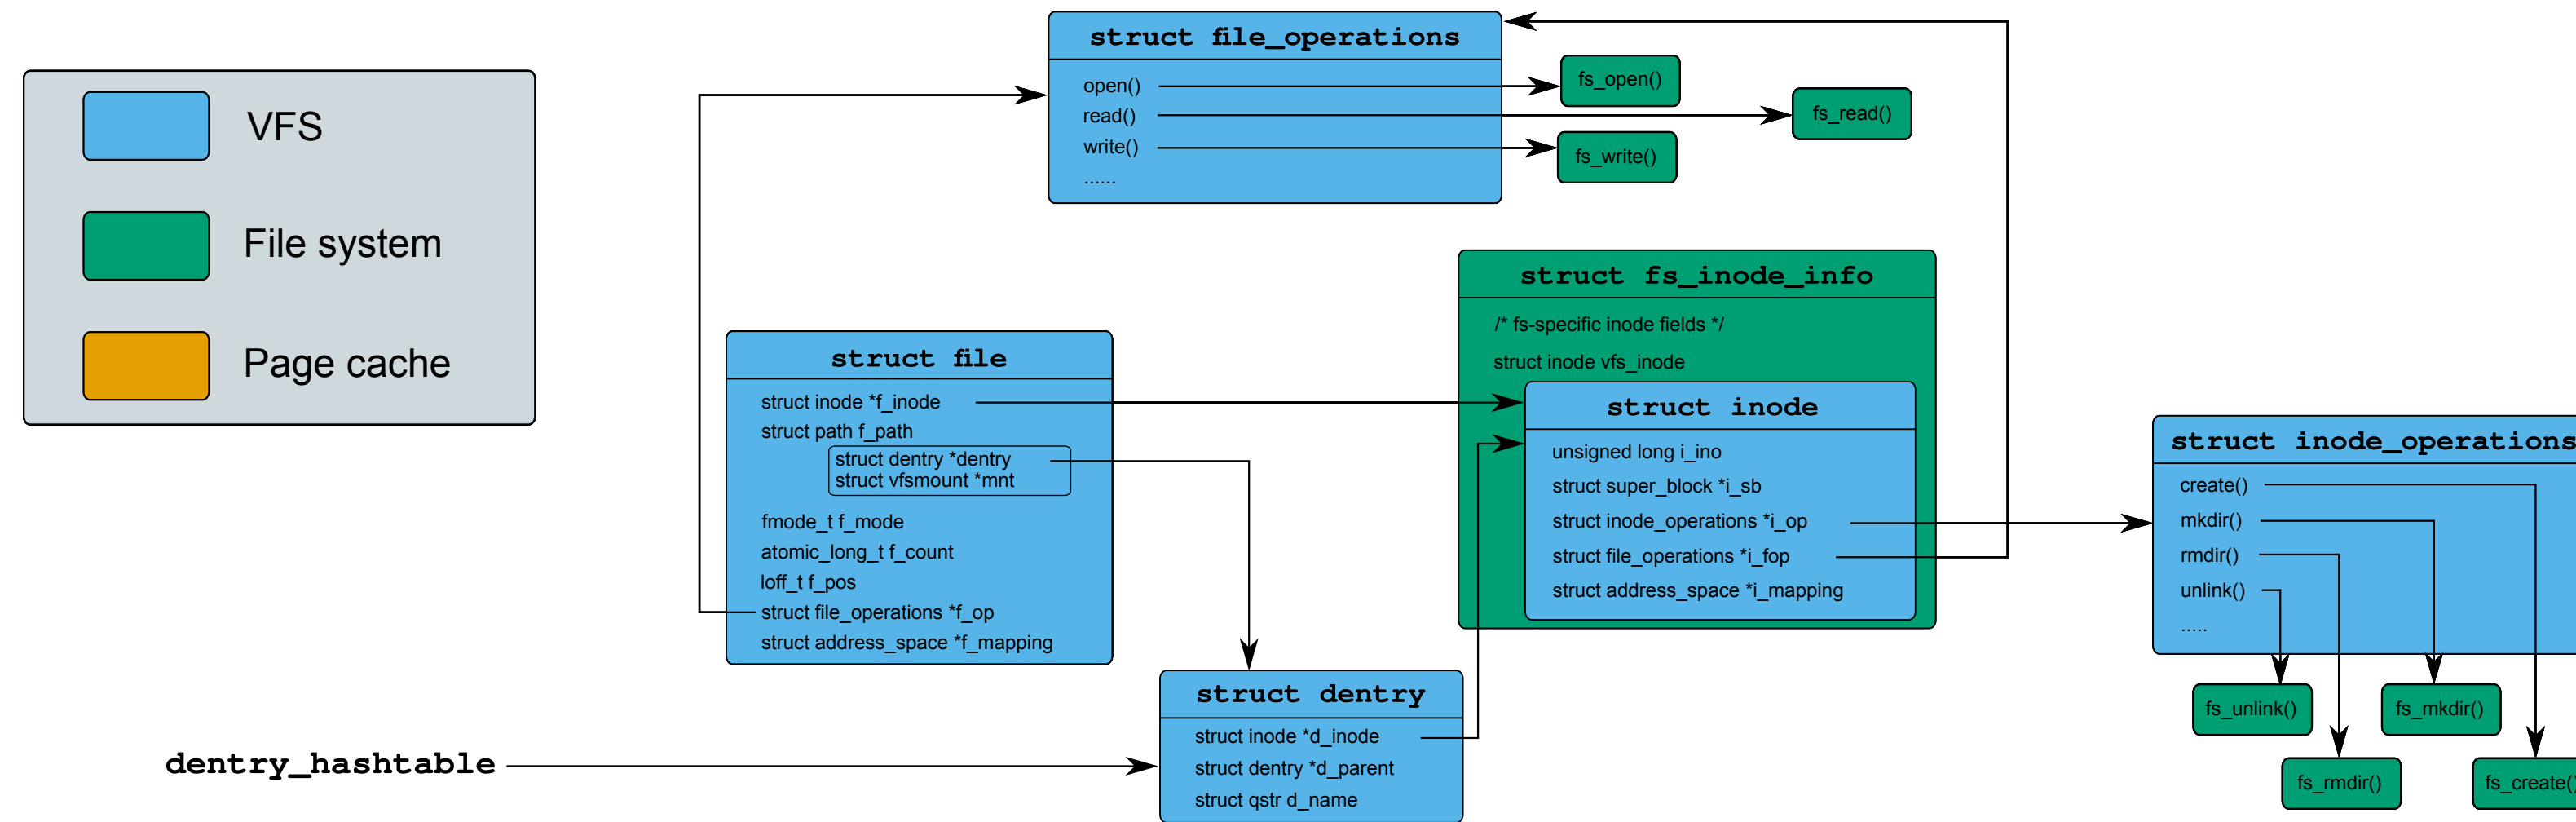 VFS
File system
Page cache
struct file_operations
open()
read()
write()
......
fs_open()
fs_read()
fs_write()
struct fs_inode_info
/* fs-specific inode fields */
struct inode vfs_inode
struct inode
unsigned long i_ino
struct super_block *i_sb
struct inode_operations *i_op
struct file_operations *i_fop
struct address_space *i_mapping
struct file
struct inode *f_inode
struct path f_path
struct dentry *dentry
struct vfsmount *mnt
fmode_t f_mode
atomic_long_t f_count
loff_t f_pos
struct file_operations *f_op
struct address_space *f_mapping
struct inode_operations
create()
mkdir()
rmdir()
unlink()
.....
fs_unlink()
fs_mkdir()
fs_rmdir()
fs_create()
struct dentry
struct inode *d_inode
struct dentry *d_parent
struct qstr d_name
dentry_hashtable